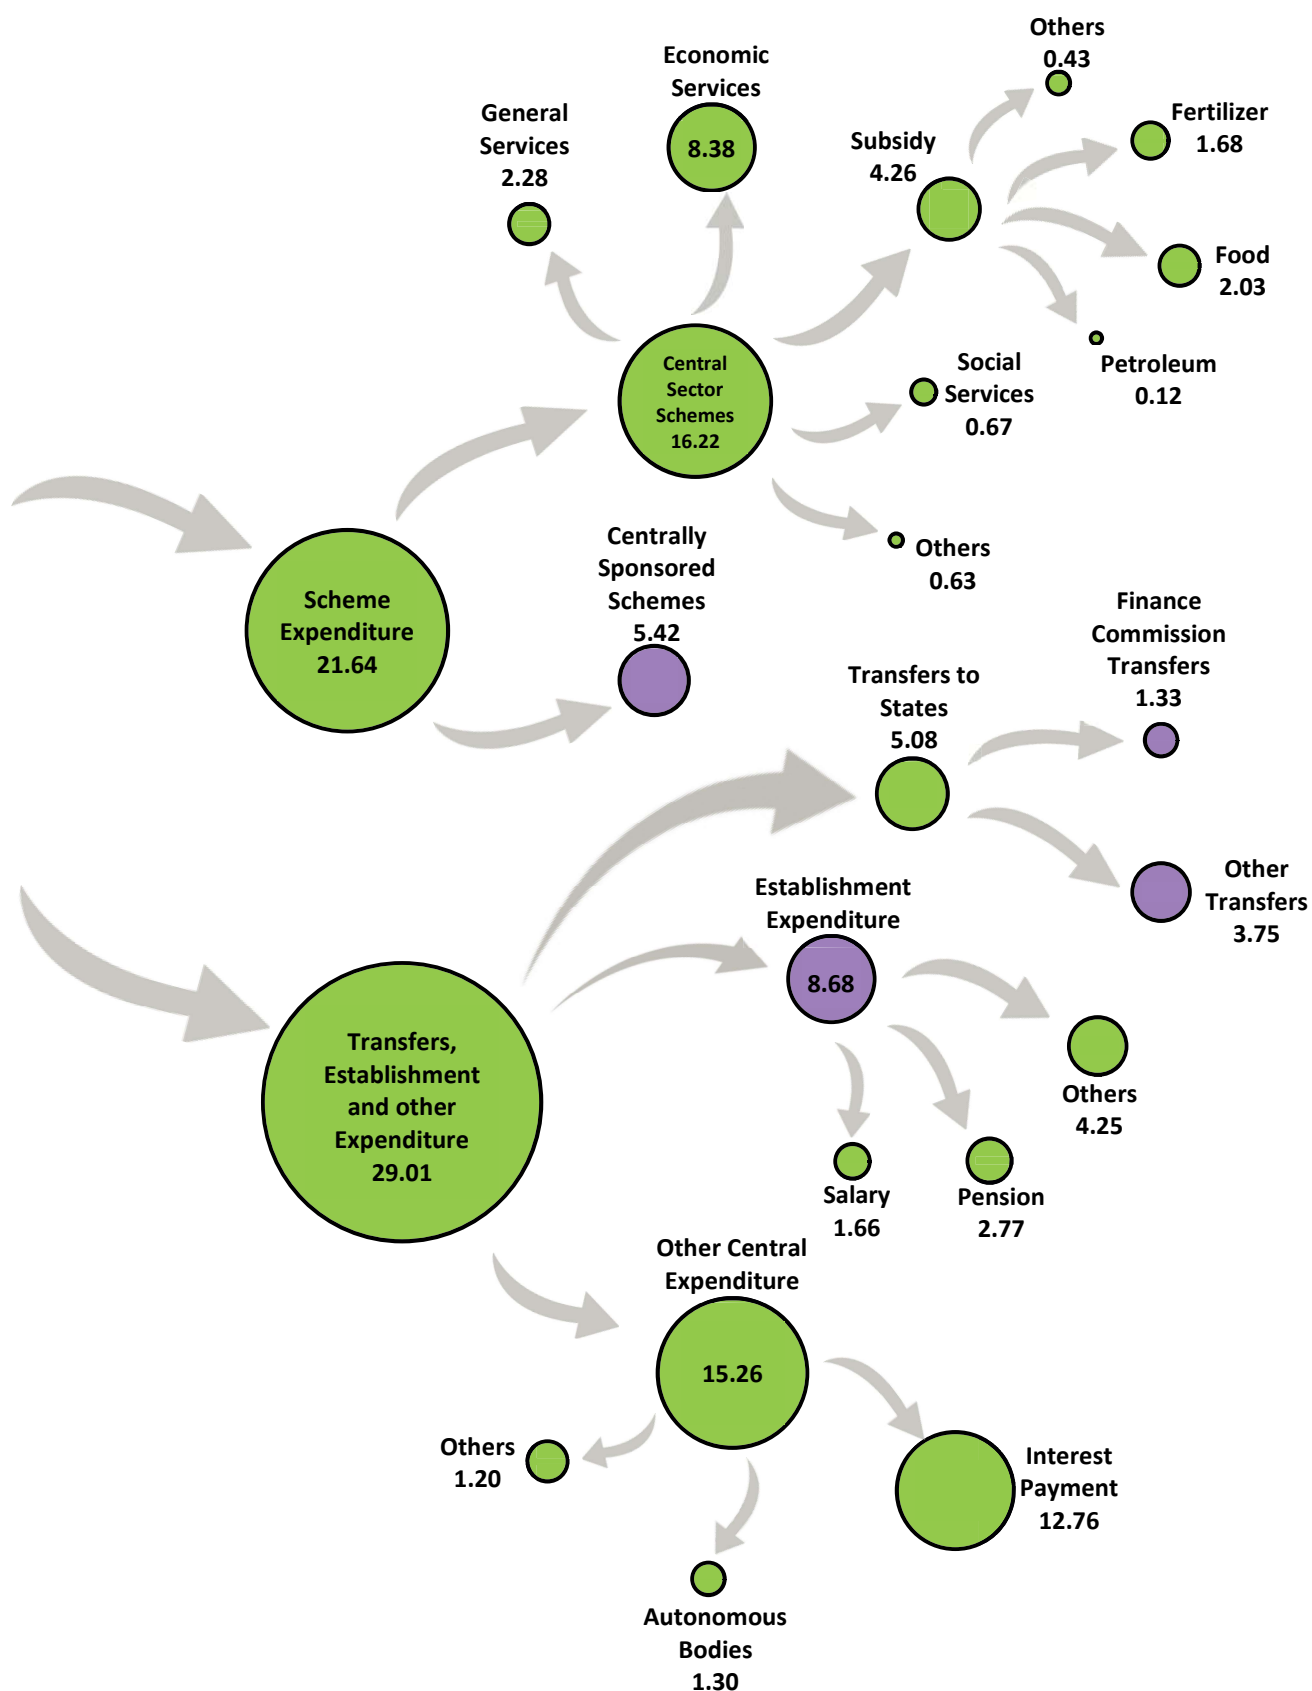 Others
0.43
Economic
Services
8.38
General
Services
2.28
Subsidy
4.26
Fertilizer
1.68
Food
2.03
Petroleum
0.12
Central
Sector
Schemes
16.22
Social
Services
0.67
Others
0.63
Scheme
Expenditure
21.64
Centrally
Sponsored
Schemes
5.42
Finance
Commission
Transfers
1.33
Transfers to
States
5.08
Other
Transfers
3.75
Establishment
Expenditure
8.68
Others
4.25
Salary
1.66
Pension
2.77
Transfers,
Establishment
and other
Expenditure
29.01
Other Central
Expenditure
15.26
Others
1.20
Interest
Payment
12.76
Autonomous
Bodies
1.30